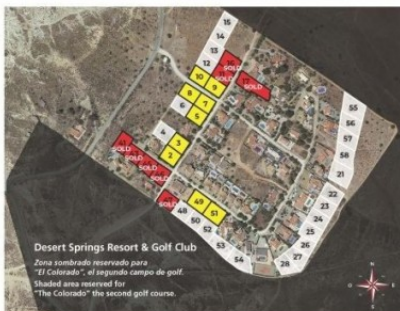 15
14
13
12
SOLD
10
9
SOLD
8
7
6
5
4
3
2
SOLD
SOLD
SOLD
SOLD
SOLD
49
51
48
50
52
53
54
55
56
57
58
21
22
23
24
25
26
27
28
Desert Springs Resort & Golf Club
Zona sombrado reservado para
"El Colorado", el segundo campo de golf.
Shaded area reserved for
"The Colorado" the second golf course.